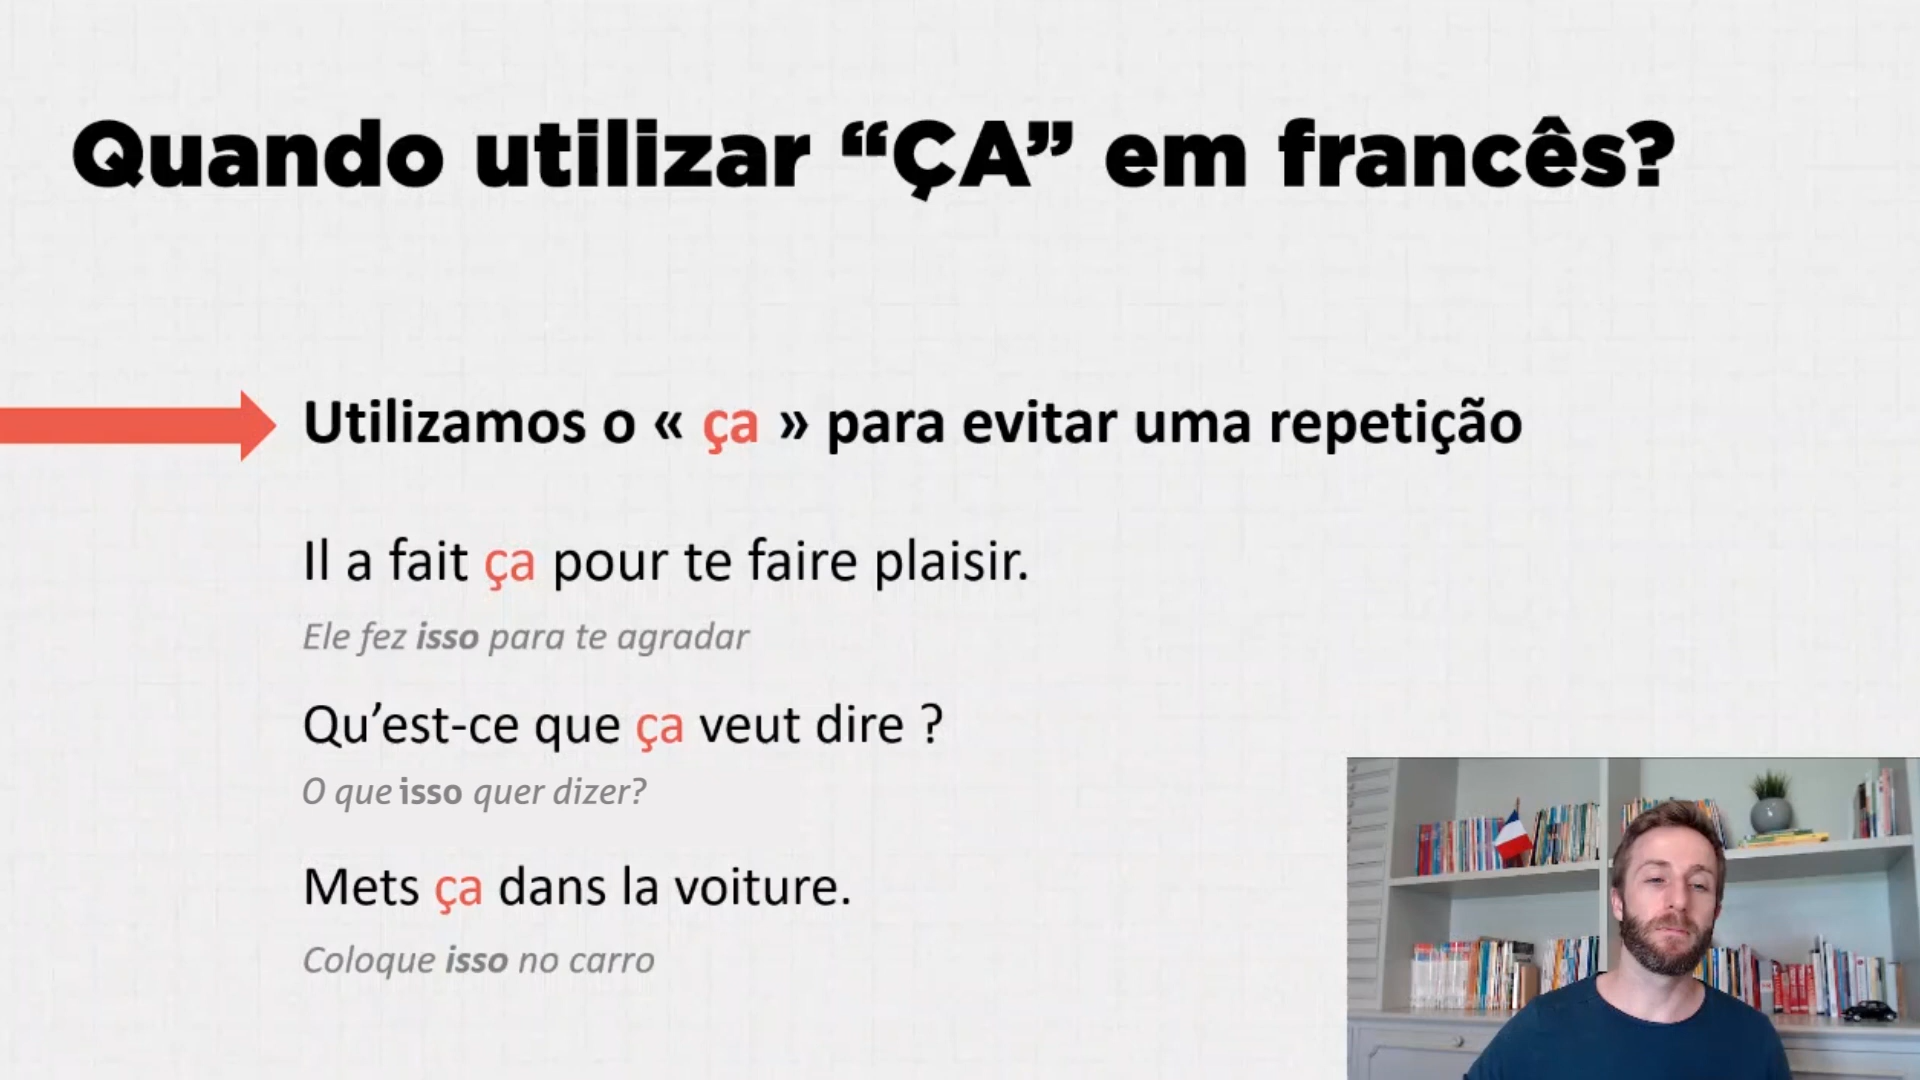 Quando utilizar “ÇA” em francês?
Utilizamos o « ça » para evitar uma repetição
Il a fait ça pour te faire plaisir.
Ele fez isso para te agradar
Qu’est-ce que ça veut dire ?
O que isso quer dizer?
Mets ça dans la voiture.
Coloque isso no carro